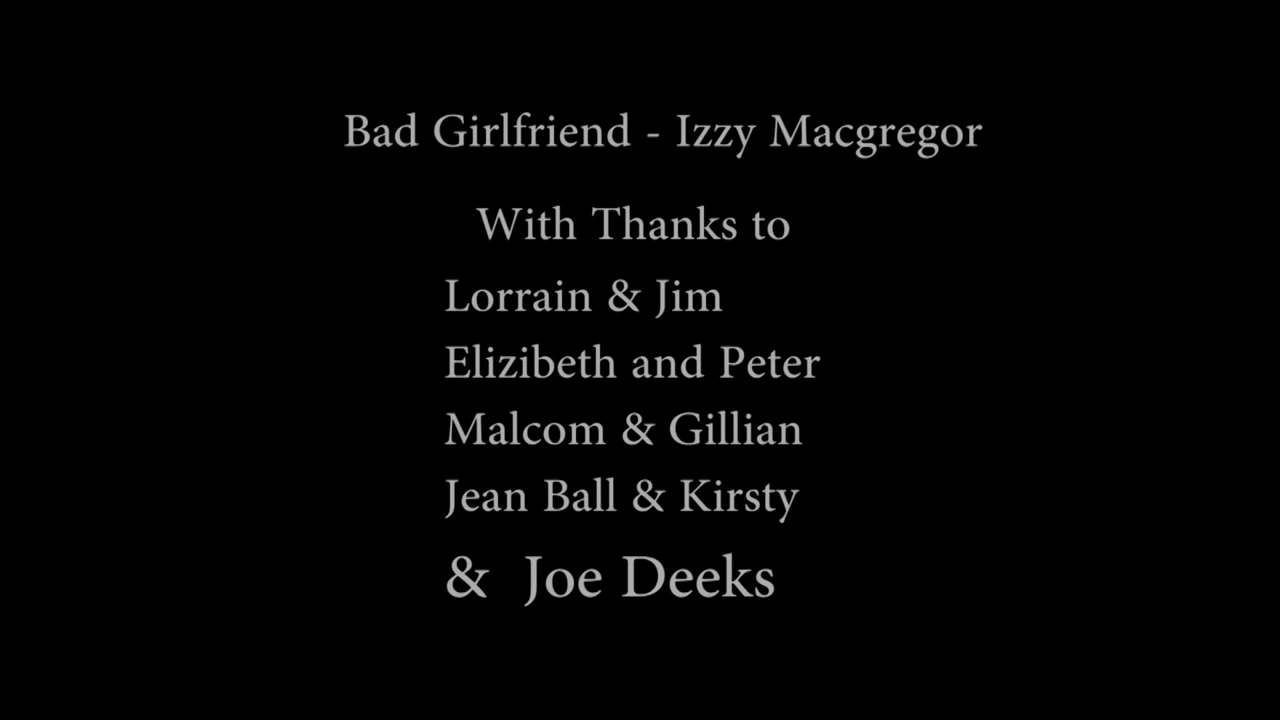 Bad Girlfriend - Izzy Macgregor
With Thanks to
Lorrain & Jim
Elizibeth and Peter
Malcom & Gillian
Jean Ball & Kirsty
& Joe Deeks